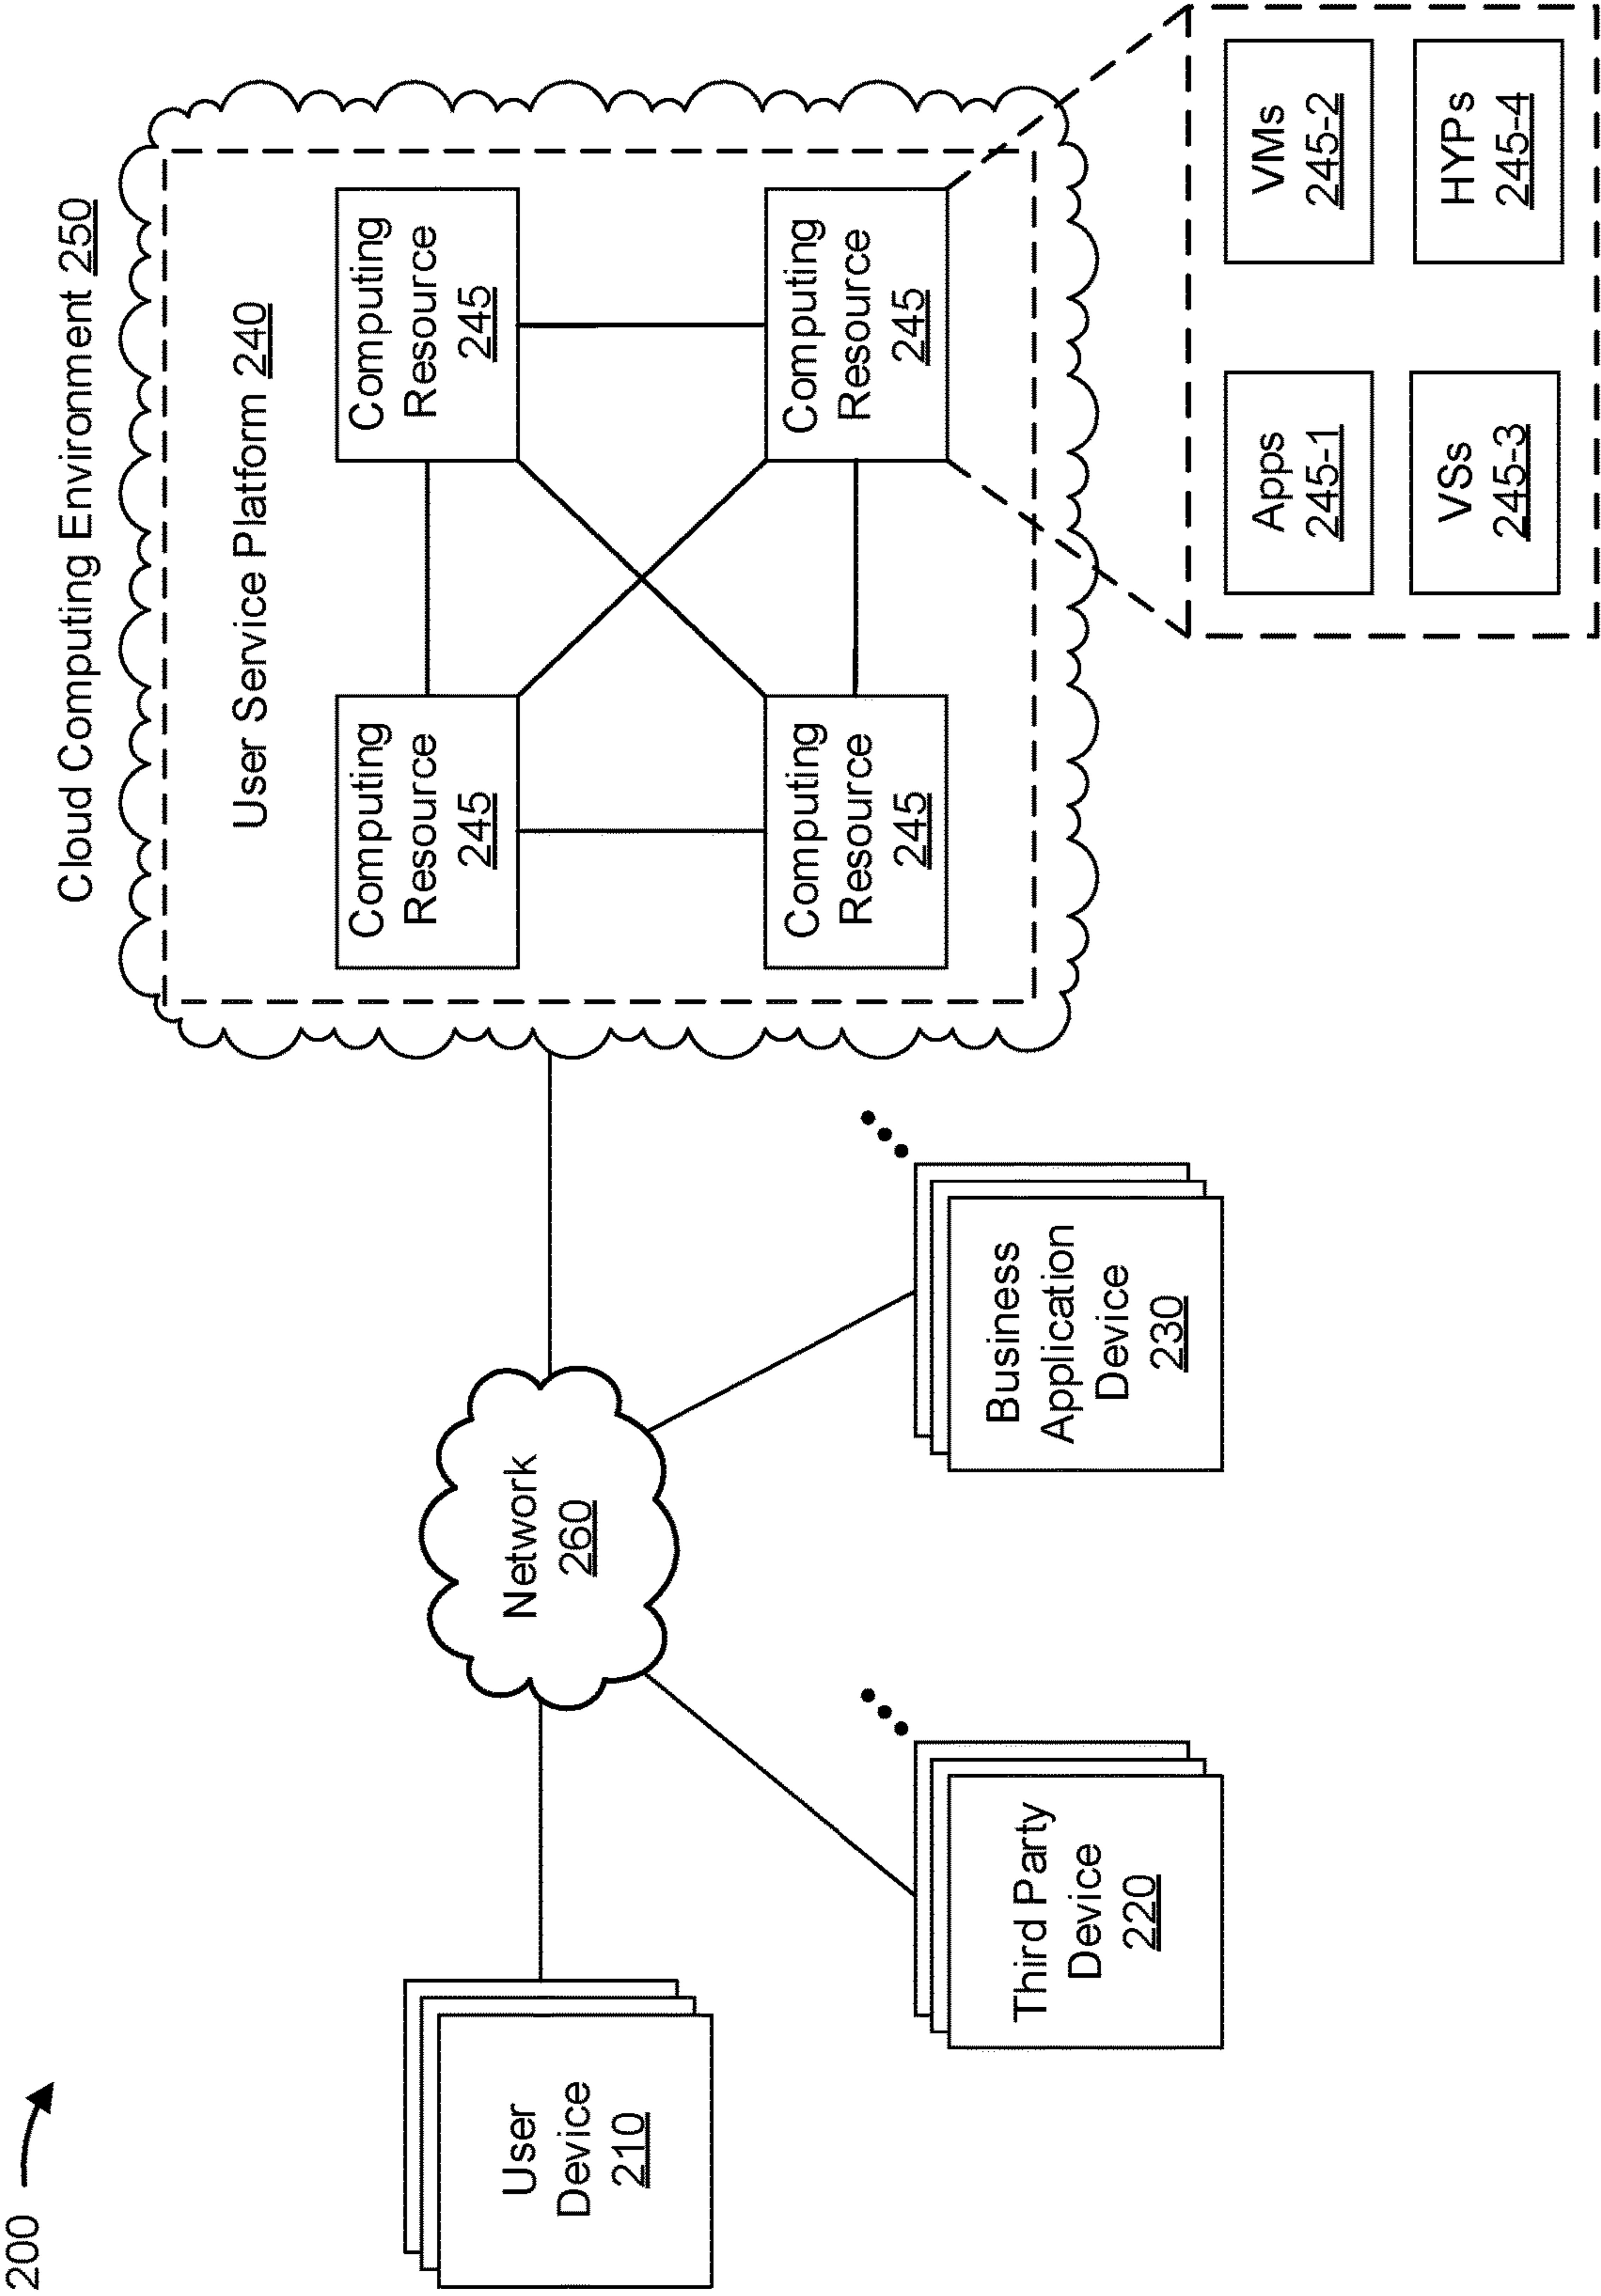 200
Cloud Computing Environment 250
User Service Platform 240
Computing
Resource
245
Computing
Resource
245
Computing
Resource
245
Computing
Resource
245
User
Device
210
Network
260
Third Party
Device
220
Business
Application
Device
230
Apps
245-1
VMs
245-2
VSs
245-3
HYPs
245-4